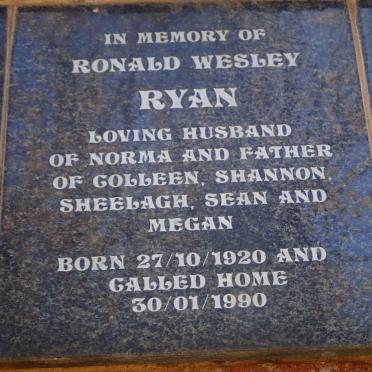 IN MEMORY OF
RONALD WESLEY
RYAN
LOVING HUSBAND
OF NORMA AND FATHER
OF COLLEEN, SHANNON,
SHEELAGH, SEAN AND
MEGAN
BORN 27/10/1920 AND
CALLED HOME
30/01/1990